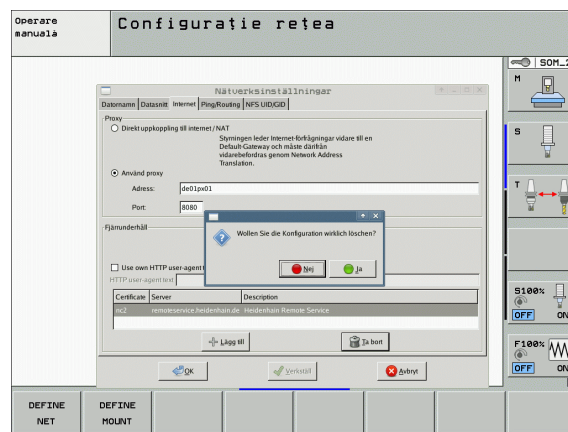 Operare
manuală
Configuraţie reţea
SOM_2
Nätverksinställningar
Datornamn Datasnitt Internet Ping/Routing NFS UID/GID
Proxy
Direkt uppkoppling till internet / NAT
Styrningen leder Internet-förfrågningar vidare till en
Default-Gateway och måste därifrån
vidarebefordras genom Network Address
Translation.
Använd proxy
Adress: de01px01
Port: 8080
Fjärrunderhåll
Wollen Sie die Konfiguration wirklich löschen?
Nej Ja
Use own HTTP user-agent t
HTTP user-agent text
Certificate Server Description
nc2 remoteservice.heidenhain.de Heidenhain Remote Service
Lägg till Ta bort
OK Verkställ Avbryt
M
S
T
S100%
OFF ON
F100%
OFF ON
DEFINE
NET
DEFINE
MOUNT